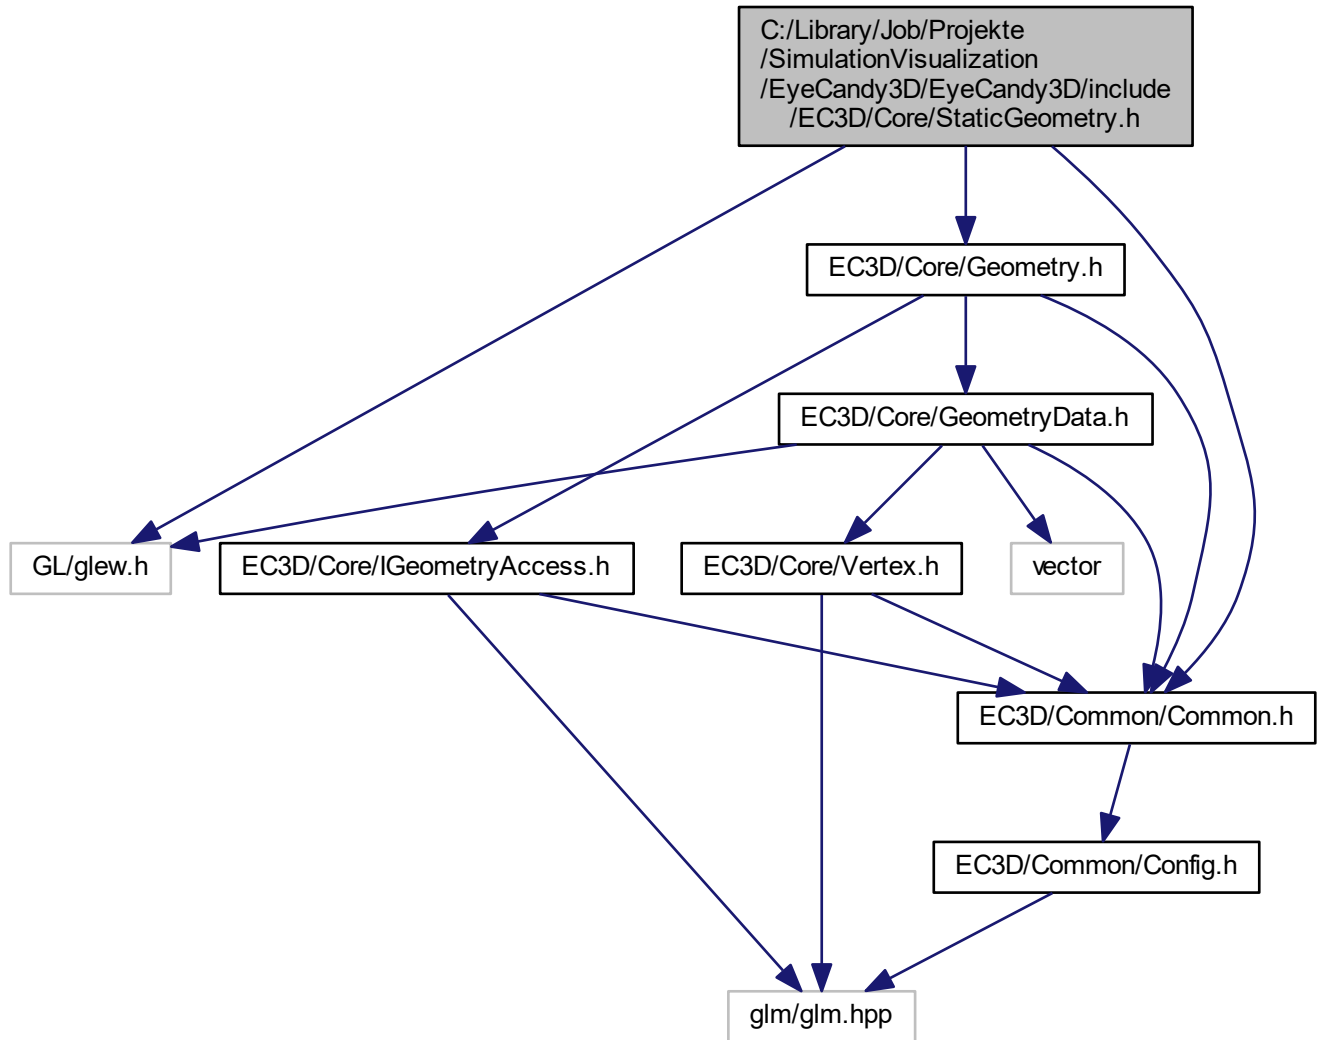 C:/Library/Job/Projekte
/SimulationVisualization
/EyeCandy3D/EyeCandy3D/include
/EC3D/Core/StaticGeometry.h
EC3D/Core/Geometry.h
EC3D/Core/GeometryData.h
GL/glew.h
EC3D/Core/IGeometryAccess.h
EC3D/Core/Vertex.h
vector
EC3D/Common/Common.h
EC3D/Common/Config.h
glm/glm.hpp